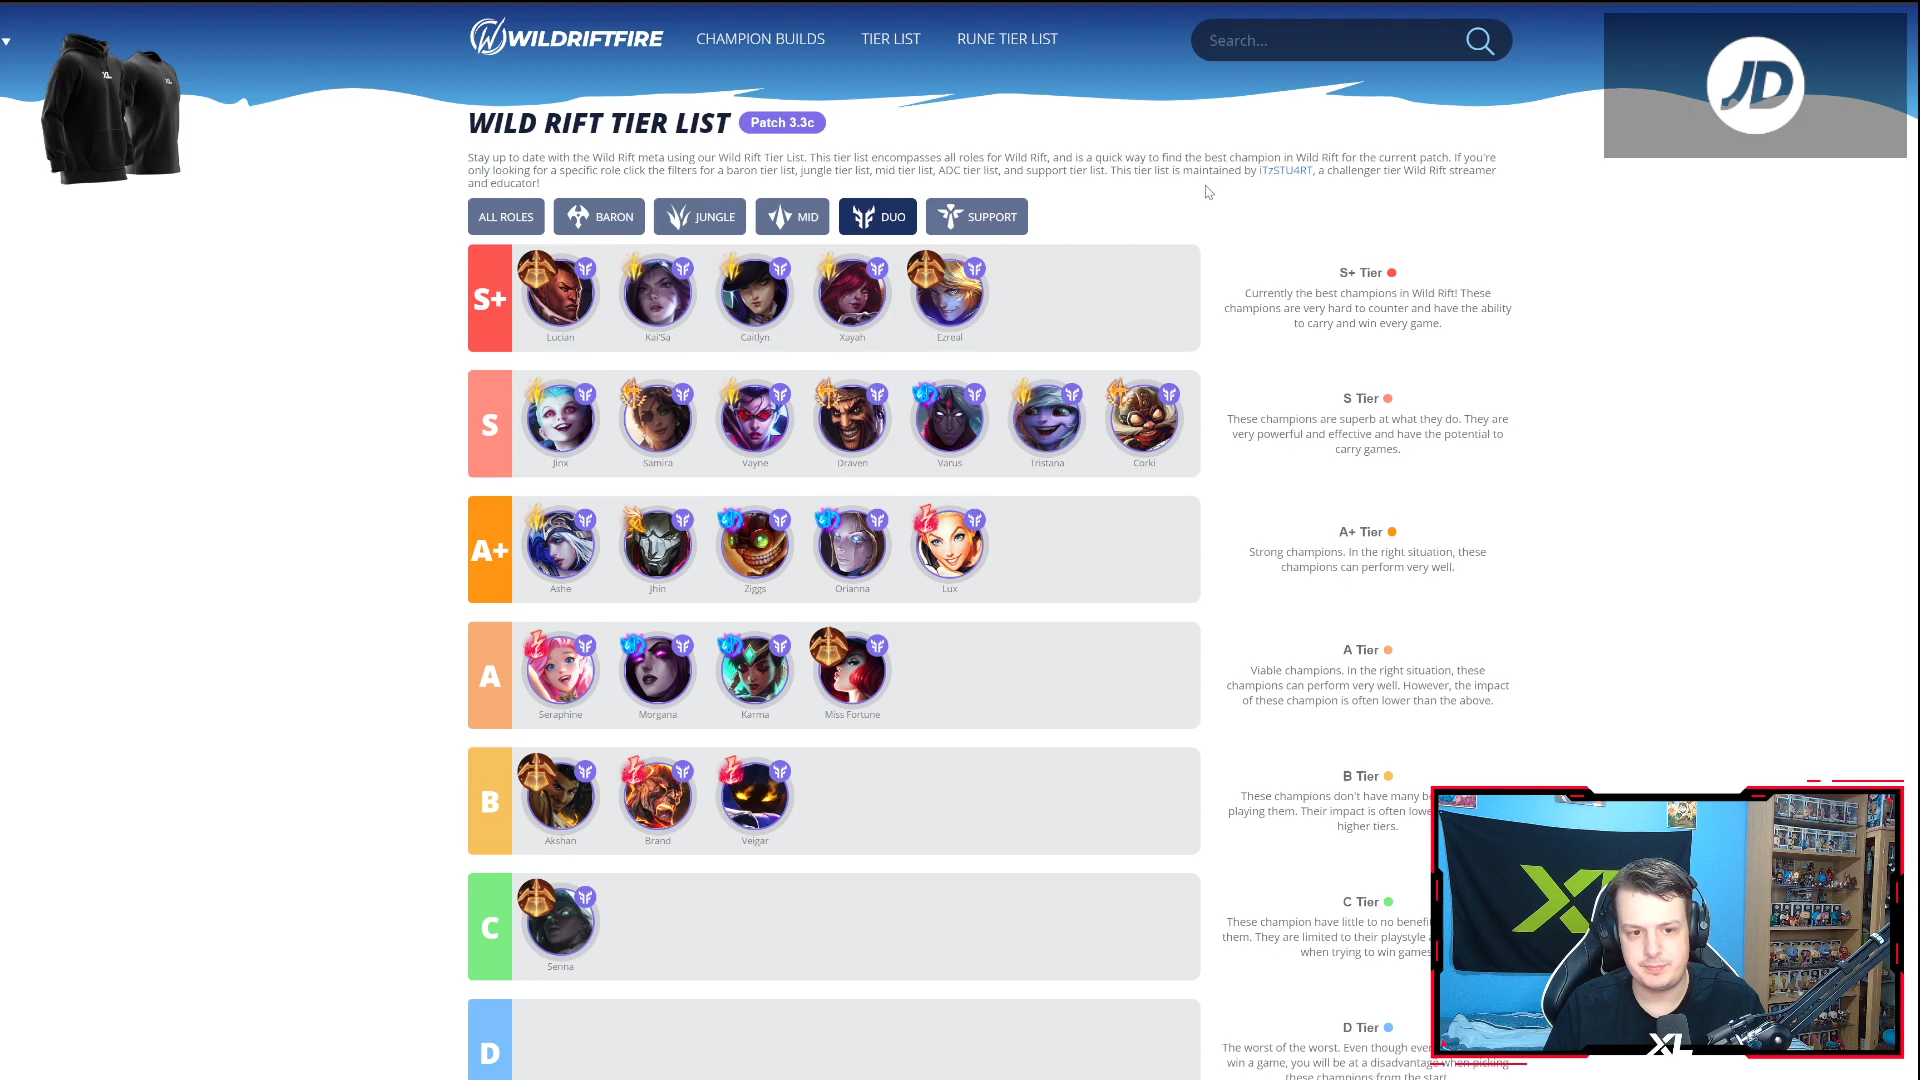 WILDRIFTFIRE CHAMPION BUILDS TIER LIST RUNE TIER LIST Search...
JD
XL XL
WILD RIFT TIER LIST Patch 3.3c
Stay up to date with the Wild Rift meta using our Wild Rift Tier List. This tier list encompasses all roles for Wild Rift, and is a quick way to find the best champion in Wild Rift for the current patch. If you're
only looking for a specific role click the filters for a baron tier list, jungle tier list, mid tier list, ADC tier list, and support tier list. This tier list is maintained by iTzSTU4RT, a challenger tier Wild Rift streamer
and educator!
ALL ROLES BARON JUNGLE MID DUO SUPPORT
S+
Lucian Kai'Sa Caitlyn Xayah Ezreal
S+ Tier
Currently the best champions in Wild Rift! These
champions are very hard to counter and have the ability
to carry and win every game.
S
Jinx Samira Vayne Draven Varus Tristana Corki
S Tier
These champions are superb at what they do. They are
very powerful and effective and have the potential to
carry games.
A+
Ashe Jhin Ziggs Orianna Lux
A+ Tier
Strong champions. In the right situation, these
champions can perform very well.
A
Seraphine Morgana Karma Miss Fortune
A Tier
Viable champions. In the right situation, these
champions can perform very well. However, the impact
of these champion is often lower than the above.
B
Akshan Brand Veigar
B Tier
These champions don't have many
playing them. Their impact is often
higher tiers.
C
Senna
C Tier
These champion have little to no
them. They are limited to their playstyle
when trying to win games
D
D Tier
The worst of the worst. Even though
win a game, you will be at a disadvantage when picking
these champions from the start
X
XL